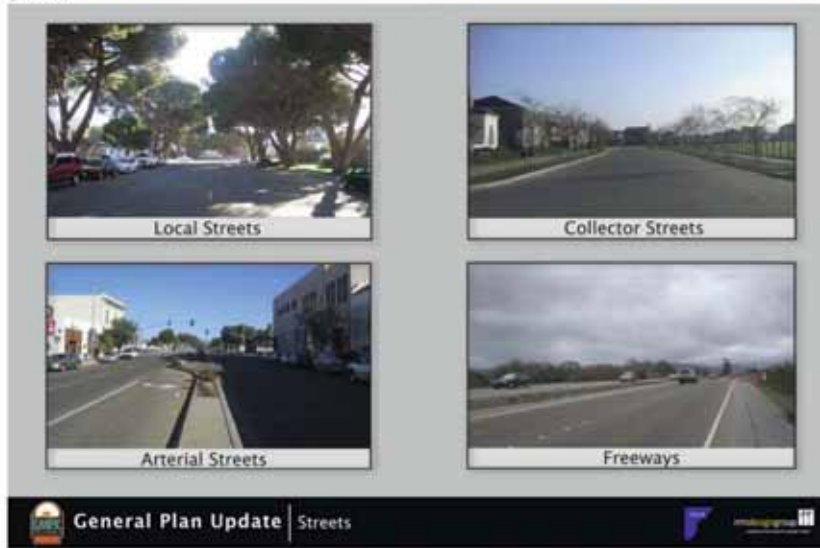 Local Streets
Collector Streets
Arterial Streets
Freeways
General Plan Update | Streets